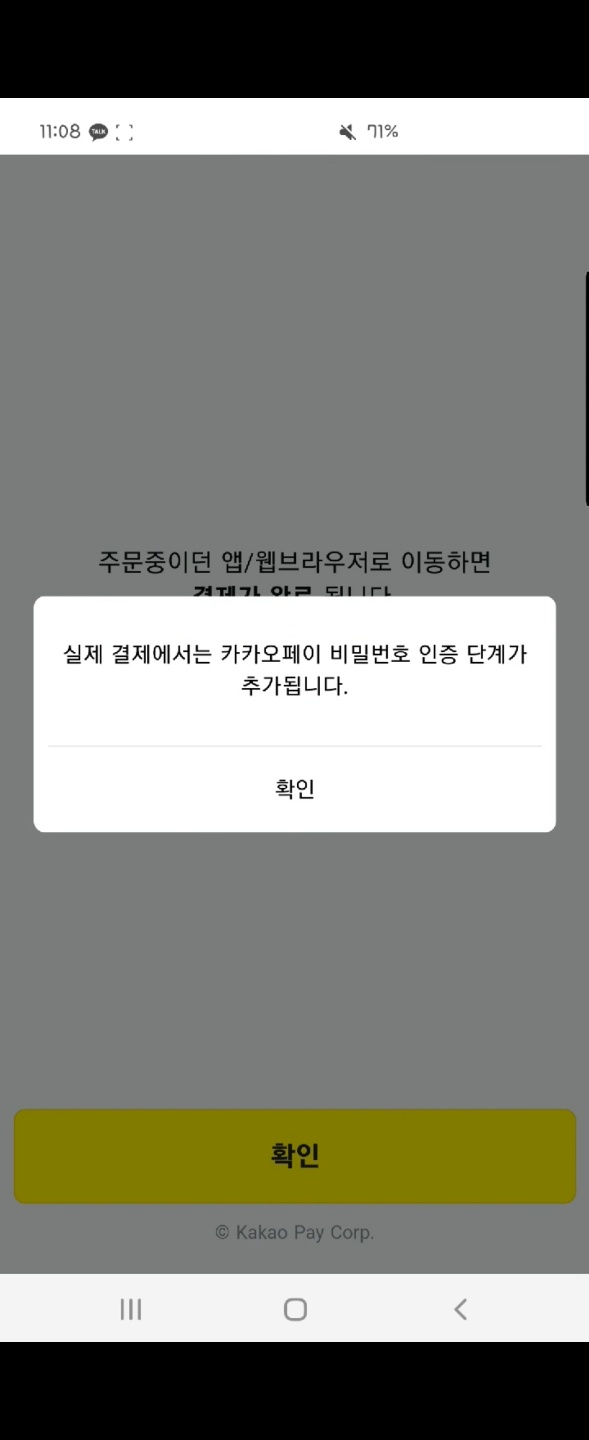 11:08 TALK 71%
주문중이던 앱/웹브라우저로 이동하면
결제가 완료 됩니다
실제 결제에서는 카카오페이 비밀번호 인증 단계가
추가됩니다.
확인
확인
© Kakao Pay Corp.